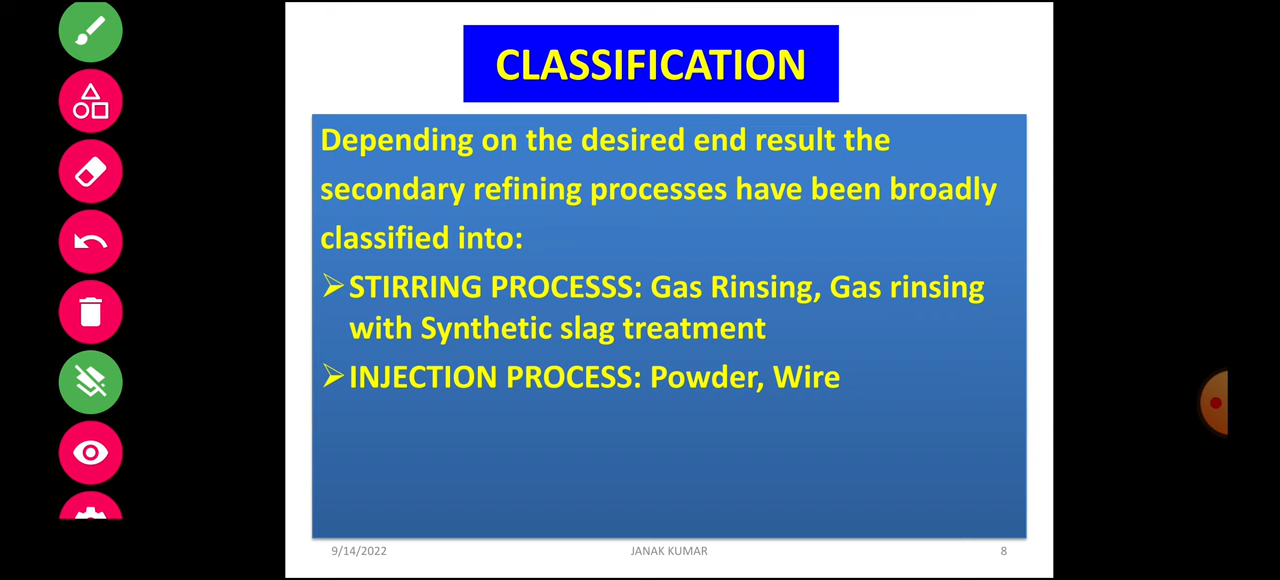 CLASSIFICATION
Depending on the desired end result the
secondary refining processes have been broadly
classified into:
➢STIRRING PROCESSS: Gas Rinsing, Gas rinsing
with Synthetic slag treatment
➢INJECTION PROCESS: Powder, Wire
9/14/2022 JANAK KUMAR 8